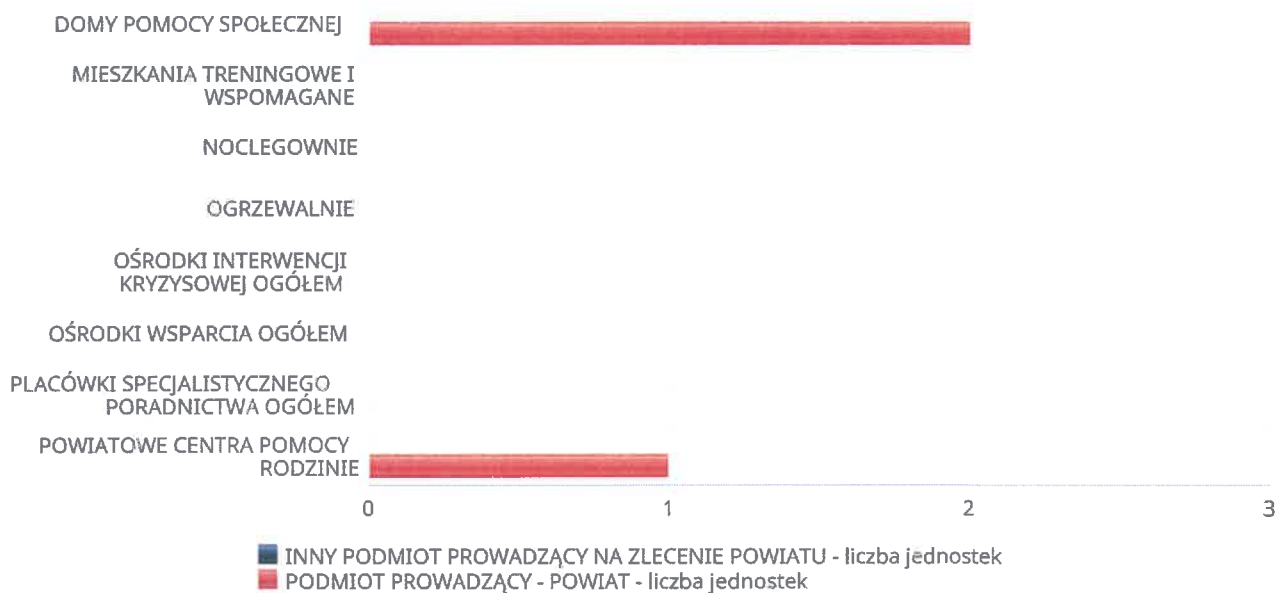 DOMY POMOCY SPOŁECZNEJ
MIESZKANIA TRENINGOWE I
WSPOMAGANE
NOCLEGOWNIE
OGRZEWALNIE
OŚRODKI INTERWENCJI
KRYZYSOWEJ OGÓŁEM
OŚRODKI WSPARCIA OGÓŁEM
PLACÓWKI SPECJALISTYCZNEGO
PORADNICTWA OGÓŁEM
POWIATOWE CENTRA POMOCY
RODZINIE
0 1 2 3
INNY PODMIOT PROWADZĄCY NA ZLECENIE POWIATU - liczba jednostek
PODMIOT PROWADZĄCY - POWIAT - liczba jednostek